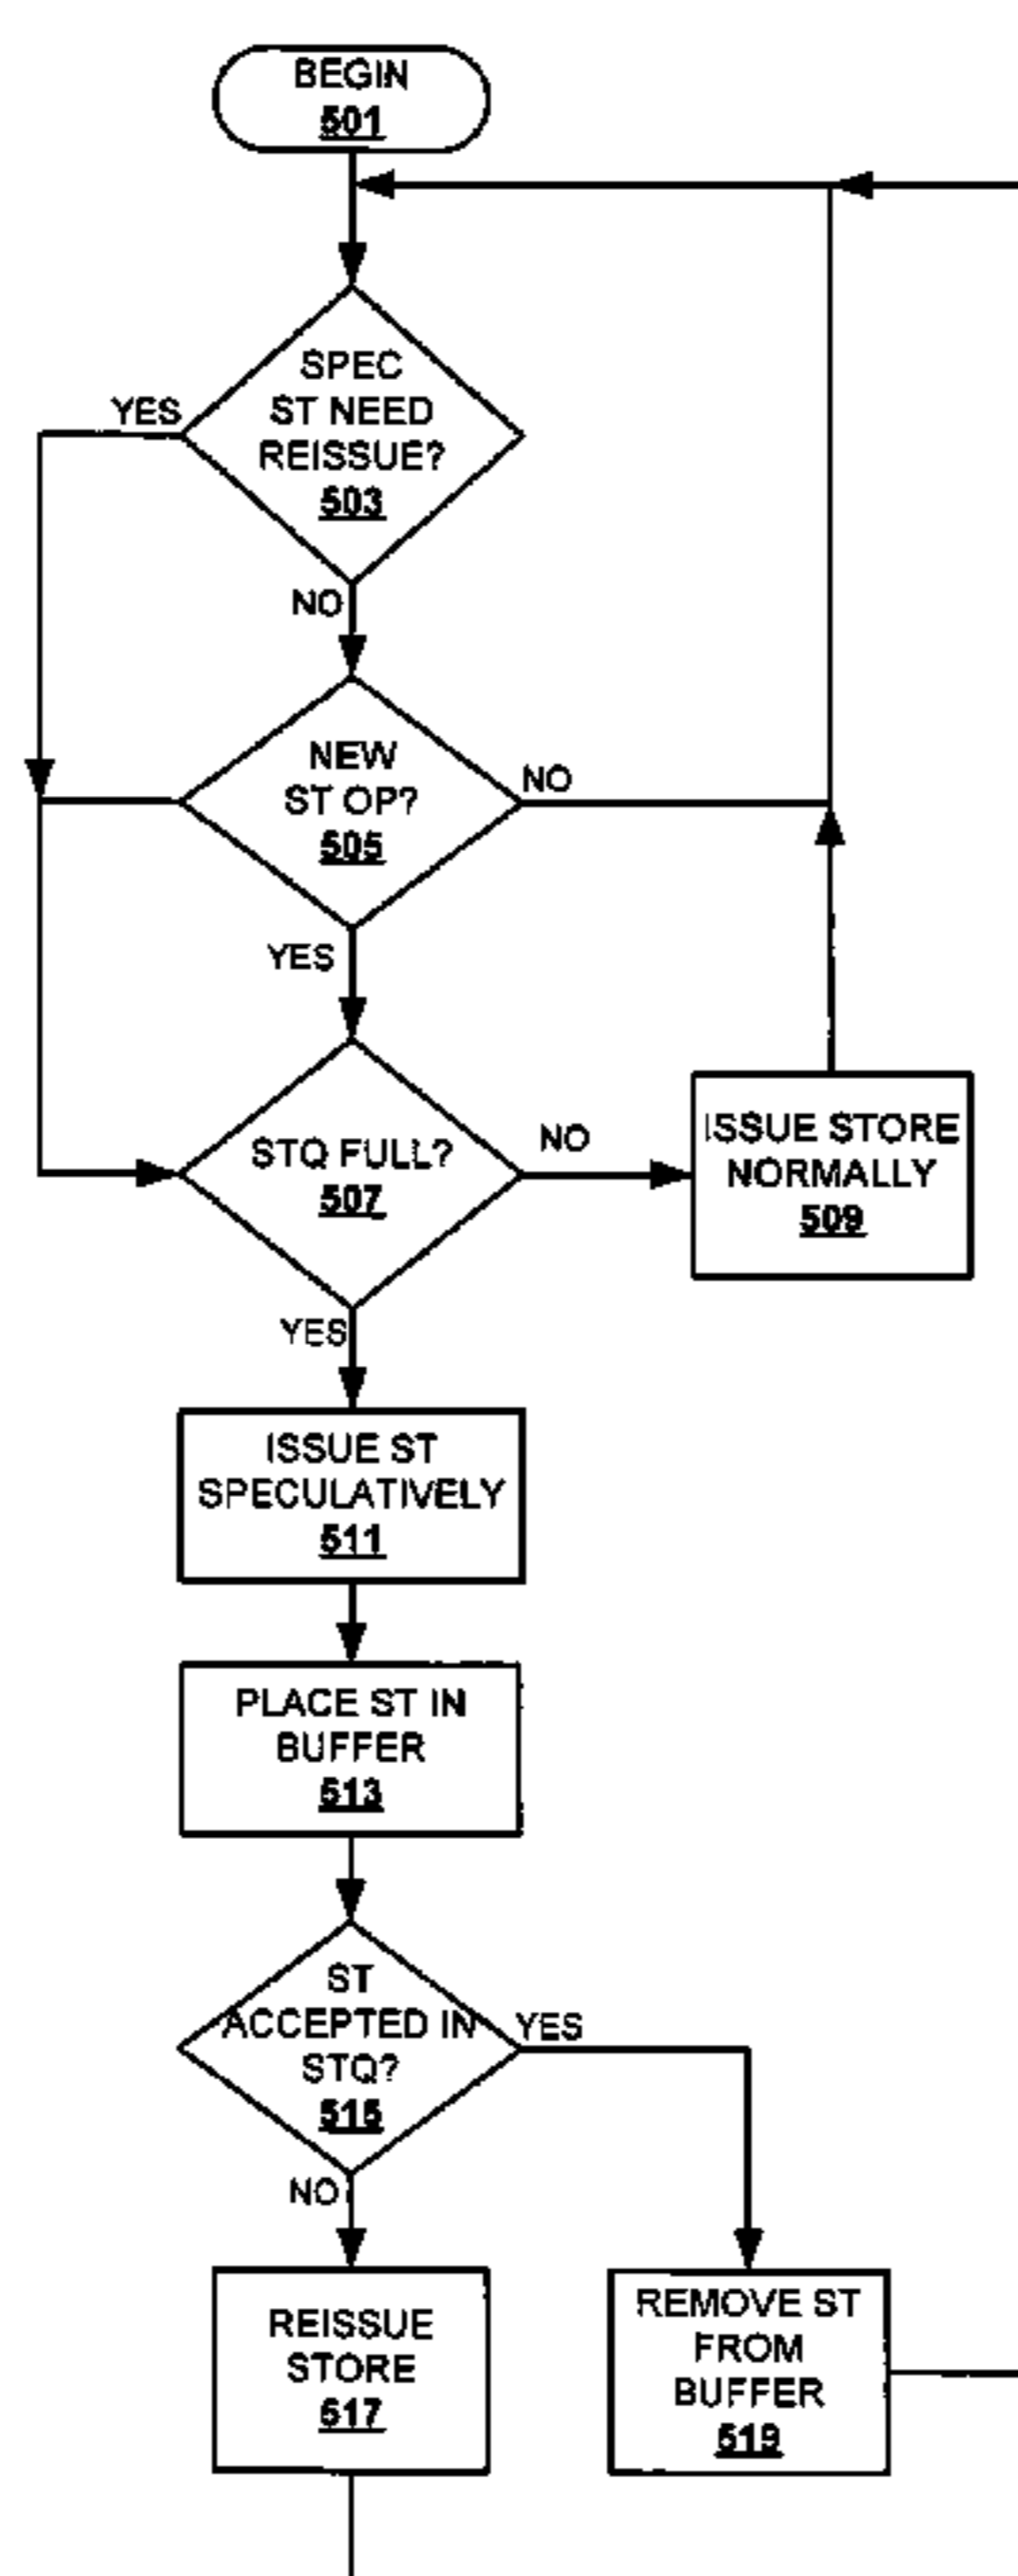 BEGIN
501
SPEC
ST NEED
REISSUE?
503
YES
NO
NEW
ST OP?
505
NO
YES
STQ FULL?
507
NO
ISSUE STORE
NORMALLY
509
YES
ISSUE ST
SPECULATIVELY
511
PLACE ST IN
BUFFER
513
ST
ACCEPTED IN
STQ?
515
YES
NO
REISSUE
STORE
517
REMOVE ST
FROM
BUFFER
519